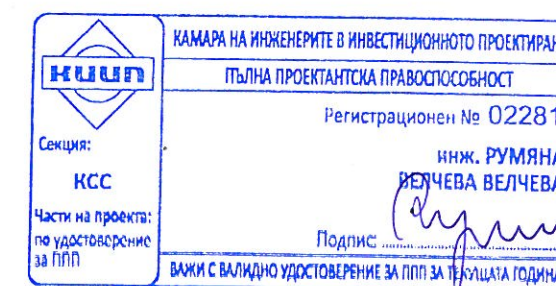 КАМАРА НА ИНЖЕНЕРИТЕ В ИНВЕСТИЦИОННОТО ПРОЕКТИРАН
КИИП
ПЪЛНА ПРОЕКТАНТСКА ПРАВОСПОСОБНОСТ
Регистрационен № 02281
Секция:
КСС
инж. РУМЯНА
ВЕЛЧЕВА ВЕЛЧЕВА
Части на проекта:
по удостоверение
за ППП
Подпис:
ВАЖИ С ВАЛИДНО УДОСТОВЕРЕНИЕ ЗА ППП ЗА ТЕКУЩАТА ГОДИНА